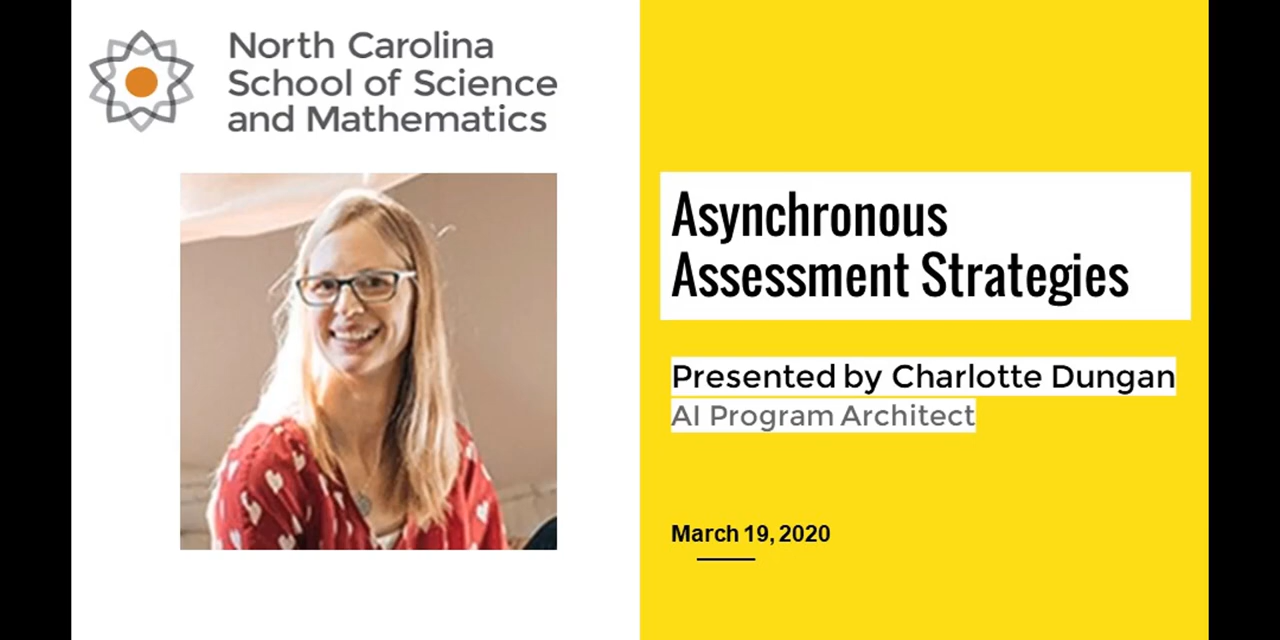 North Carolina
School of Science
and Mathematics
Asynchronous
Assessment Strategies
Presented by Charlotte Dungan
AI Program Architect
March 19, 2020